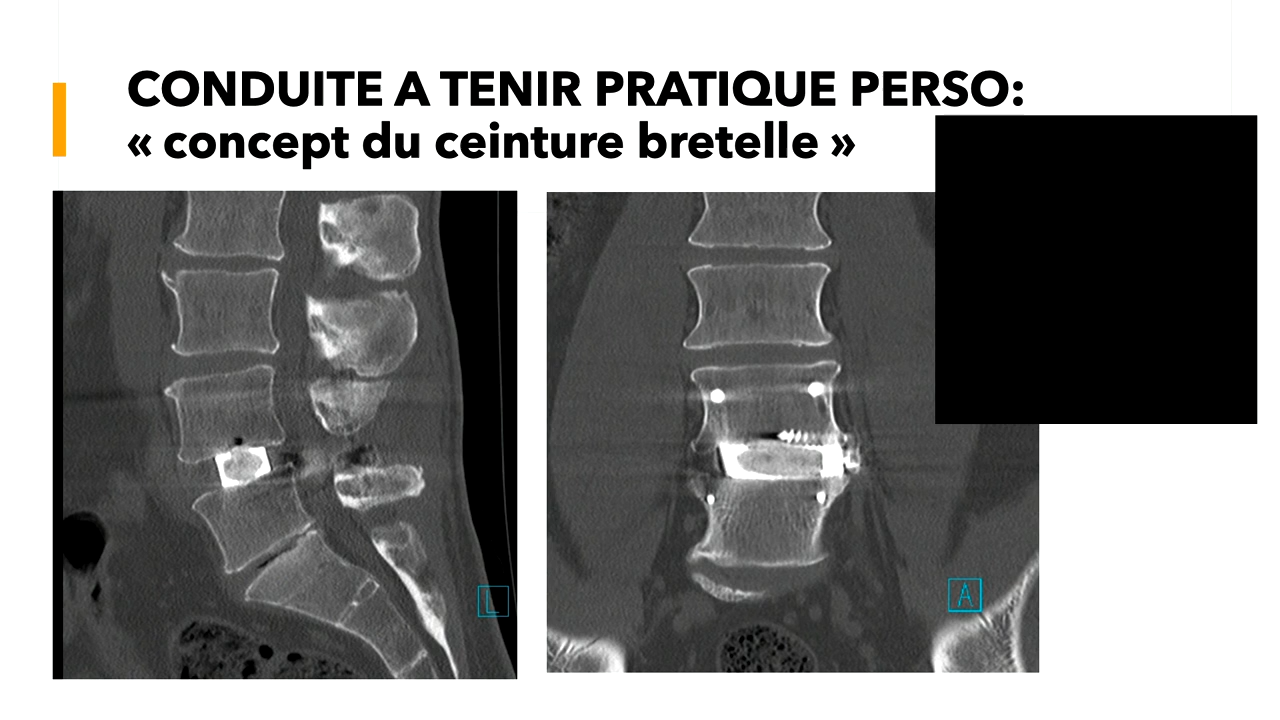 CONDUITE A TENIR PRATIQUE PERSO:
« concept du ceinture bretelle »
L
A